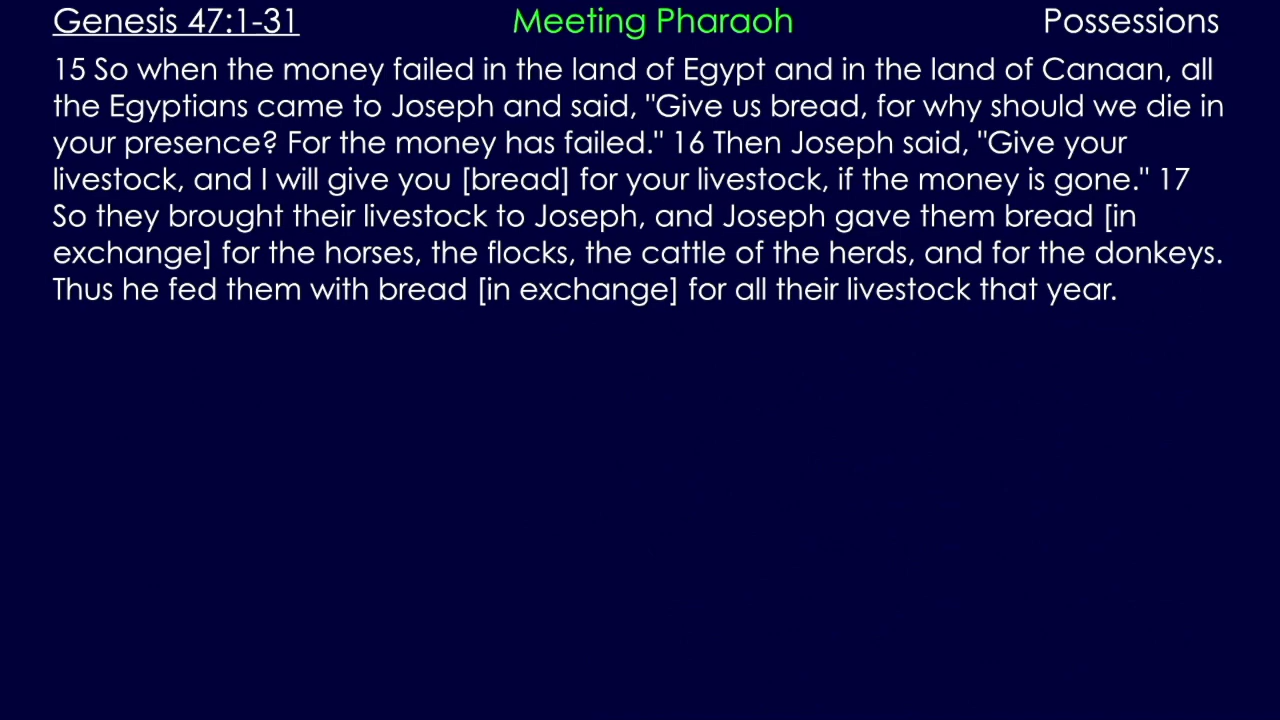 Genesis 47:1-31 Meeting Pharaoh Possessions
15 So when the money failed in the land of Egypt and in the land of Canaan, all
the Egyptians came to Joseph and said, "Give us bread, for why should we die in
your presence? For the money has failed." 16 Then Joseph said, "Give your
livestock, and I will give you [bread] for your livestock, if the money is gone." 17
So they brought their livestock to Joseph, and Joseph gave them bread [in
exchange] for the horses, the flocks, the cattle of the herds, and for the donkeys.
Thus he fed them with bread [in exchange] for all their livestock that year.